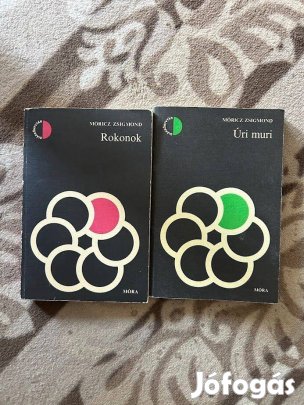 MÓRICZ ZSIGMOND
Rokonok
MÓRA
MÓRICZ ZSIGMOND
Úri muri
MÓRA
Jófogás